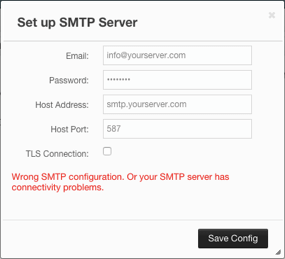 Set up SMTP Server
×
Email: info@yourserver.com
Password: ••••••••
Host Address: smtp.yourserver.com
Host Port: 587
TLS Connection:
Wrong SMTP configuration. Or your SMTP server has
connectivity problems.
Save Config